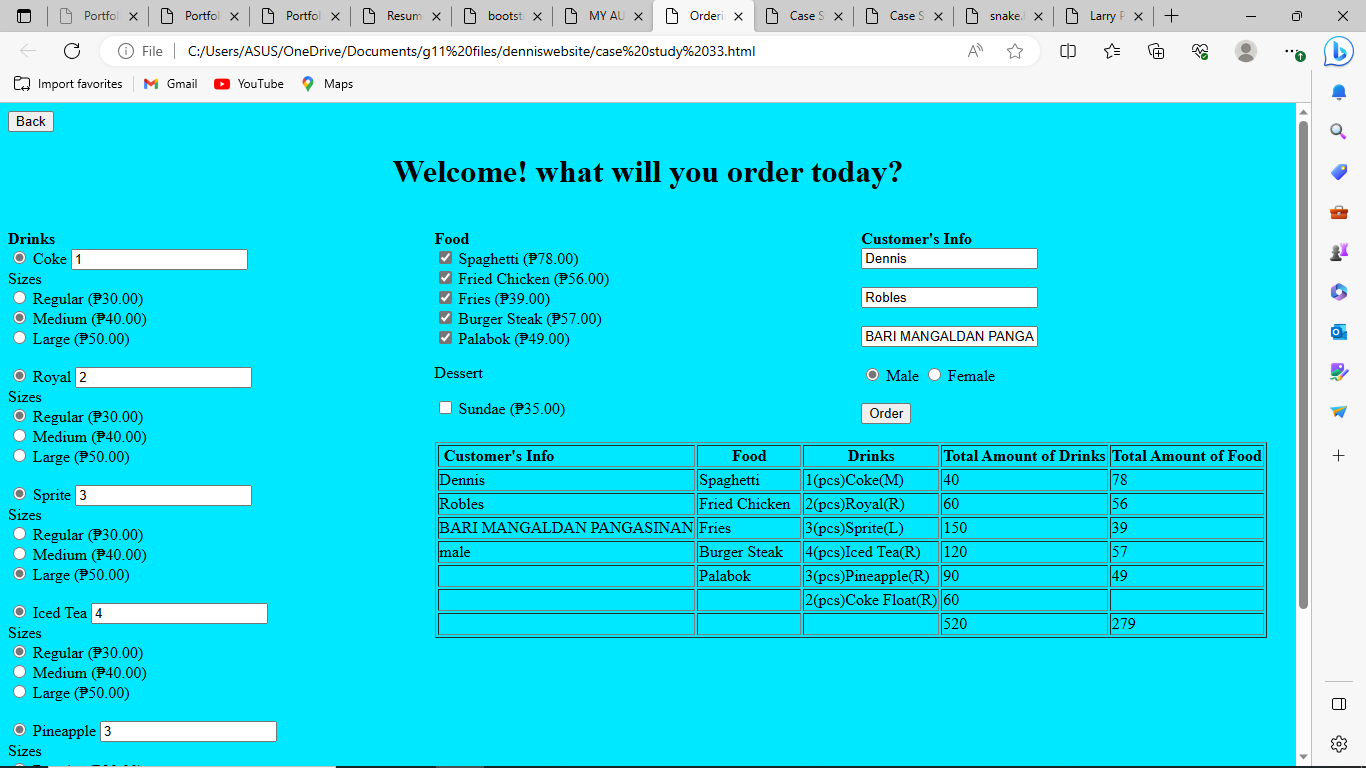 Portfol
Portfol
Portfol
Resum
bootst
MY AU
Orderi
Case S
Case S
snake.
Larry P
File
C:/Users/ASUS/OneDrive/Documents/g11%20files/denniswebsite/case%20study%2033.html
Import favorites
Gmail
YouTube
Maps
Back
Welcome! what will you order today?
Drinks
Coke 1
Sizes
Regular (₱30.00)
Medium (₱40.00)
Large (₱50.00)
Royal 2
Sizes
Regular (₱30.00)
Medium (₱40.00)
Large (₱50.00)
Sprite 3
Sizes
Regular (₱30.00)
Medium (₱40.00)
Large (₱50.00)
Iced Tea 4
Sizes
Regular (₱30.00)
Medium (₱40.00)
Large (₱50.00)
Pineapple 3
Sizes
Food
Spaghetti (₱78.00)
Fried Chicken (₱56.00)
Fries (₱39.00)
Burger Steak (₱57.00)
Palabok (₱49.00)
Dessert
Sundae (₱35.00)
Customer's Info
Dennis
Robles
BARI MANGALDAN PANGA
Male Female
Order
Customer's Info Food Drinks Total Amount of Drinks Total Amount of Food
Dennis Spaghetti 1(pcs)Coke(M) 40 78
Robles Fried Chicken 2(pcs)Royal(R) 60 56
BARI MANGALDAN PANGASINAN Fries 3(pcs)Sprite(L) 150 39
male Burger Steak 4(pcs)Iced Tea(R) 120 57
Palabok 3(pcs)Pineapple(R) 90 49
2(pcs)Coke Float(R) 60
520 279